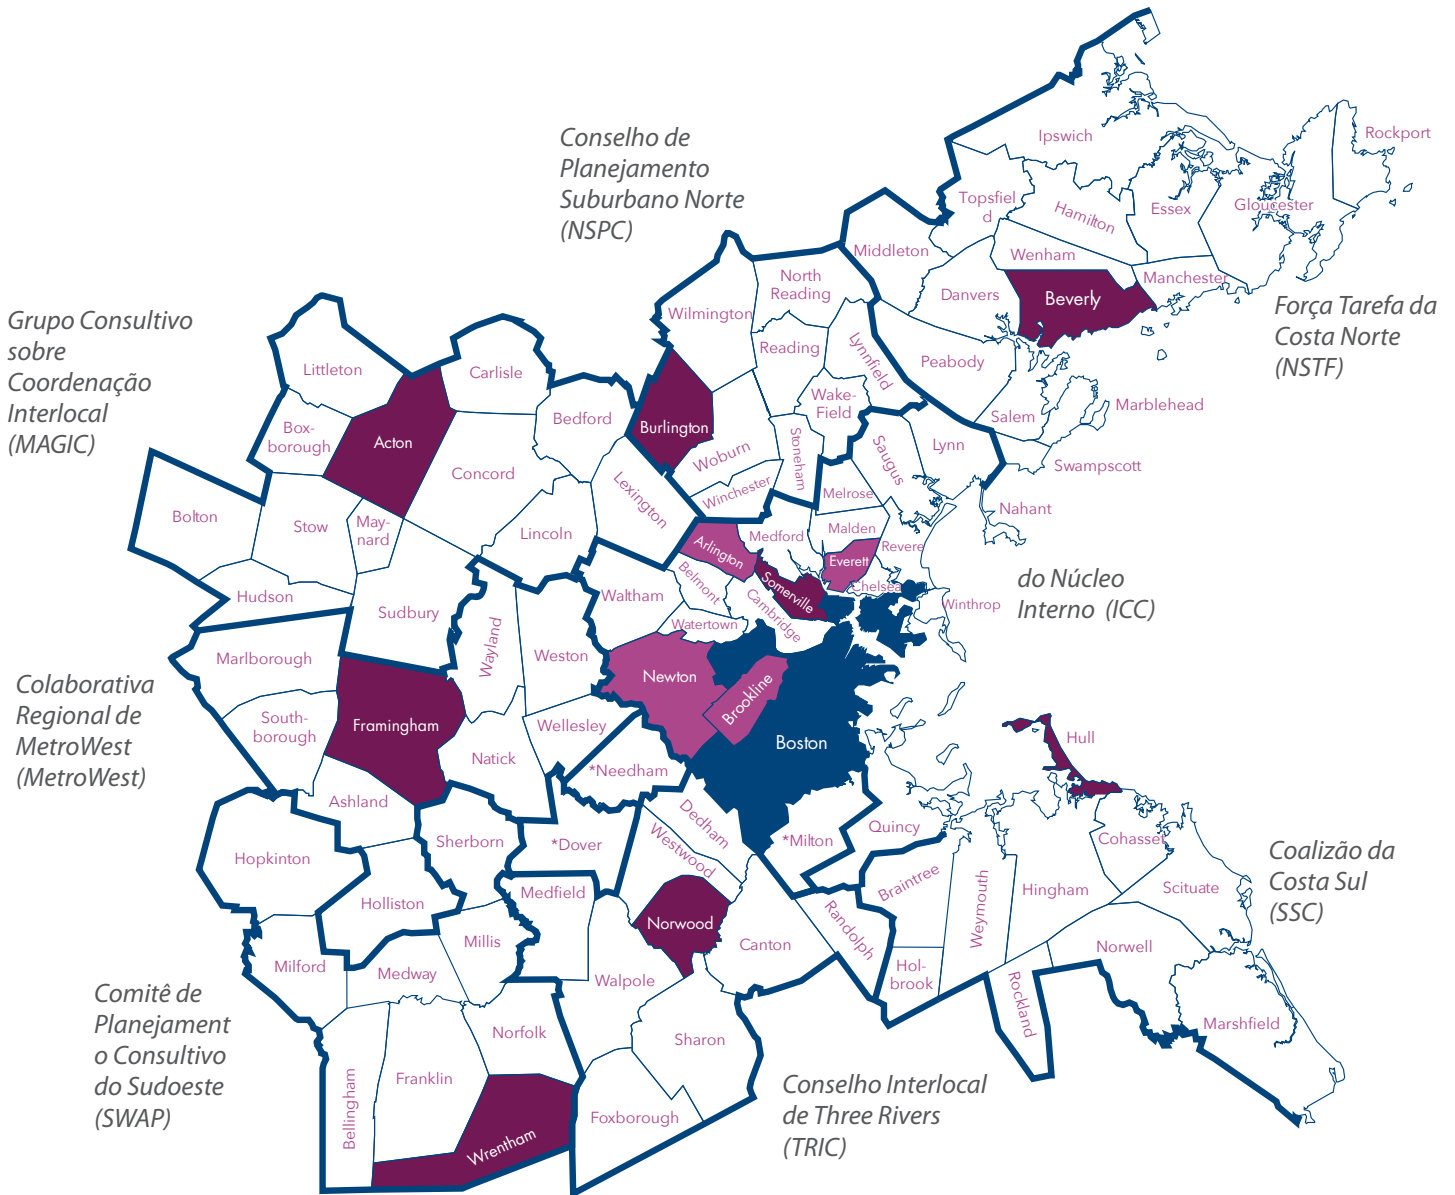 Conselho de
Planejamento
Suburbano Norte
(NSPC)
Grupo Consultivo
sobre
Coordenação
Interlocal
(MAGIC)
Força Tarefa da
Costa Norte
(NSTF)
do Núcleo
Interno (ICC)
Colaborativa
Regional de
MetroWest
(MetroWest)
Coalizão da
Costa Sul
(SSC)
Comitê de
Planejament
o Consultivo
do Sudoeste
(SWAP)
Conselho Interlocal
de Three Rivers
(TRIC)
Ipswich
Rockport
Topsfiel
d
Hamilton
Essex
Gloucester
Middleton
Wenham
Manchester
Danvers
Beverly
North
Reading
Wilmington
Reading
Lynnfield
Peabody
Wake-
Field
Salem
Marblehead
Littleton
Carlisle
Bedford
Burlington
Box-
borough
Acton
Concord
Woburn
Stoneham
Saugus
Lynn
Swampscott
Lexington
Winchester
Melrose
Nahant
Bolton
Stow
May-
nard
Lincoln
Arlington
Medford
Malden
Revere
Everett
Chelsea
Hudson
Sudbury
Waltham
Belmont
Somerville
Cambridge
Winthrop
Watertown
Marlborough
Wayland
Weston
Newton
Brookline
Boston
South-
borough
Framingham
Natick
Wellesley
*Needham
Hull
Ashland
Sherborn
*Dover
Dedham
Westwood
*Milton
Quincy
Cohasset
Hopkinton
Holliston
Medfield
Norwood
Canton
Randolph
Braintree
Weymouth
Hingham
Scituate
Milford
Medway
Millis
Walpole
Hol-
brook
Norwell
Rockland
Marshfield
Norfolk
Sharon
Bellingham
Franklin
Wrentham
Foxborough